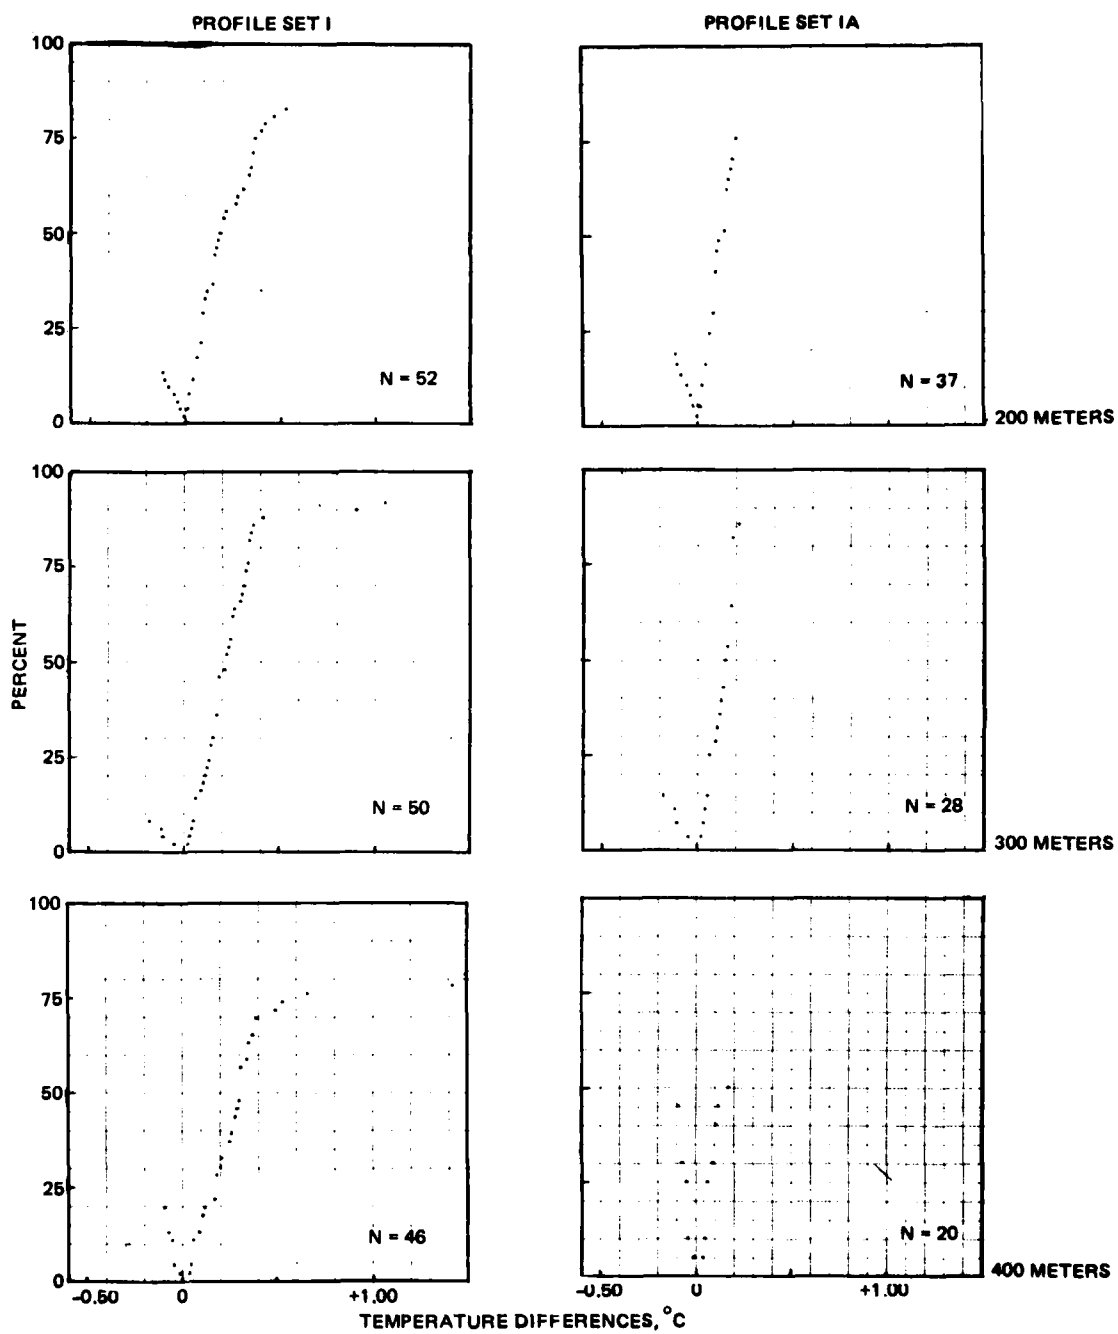 PROFILE SET I
PROFILE SET IA
100
75
50
25
0
N = 52
N = 37
200 METERS
100
75
50
25
0
PERCENT
N = 50
N = 28
300 METERS
100
75
50
25
0
N = 46
N = 20
400 METERS
-0.50 0 +1.00
-0.50 0 +1.00
TEMPERATURE DIFFERENCES, °C